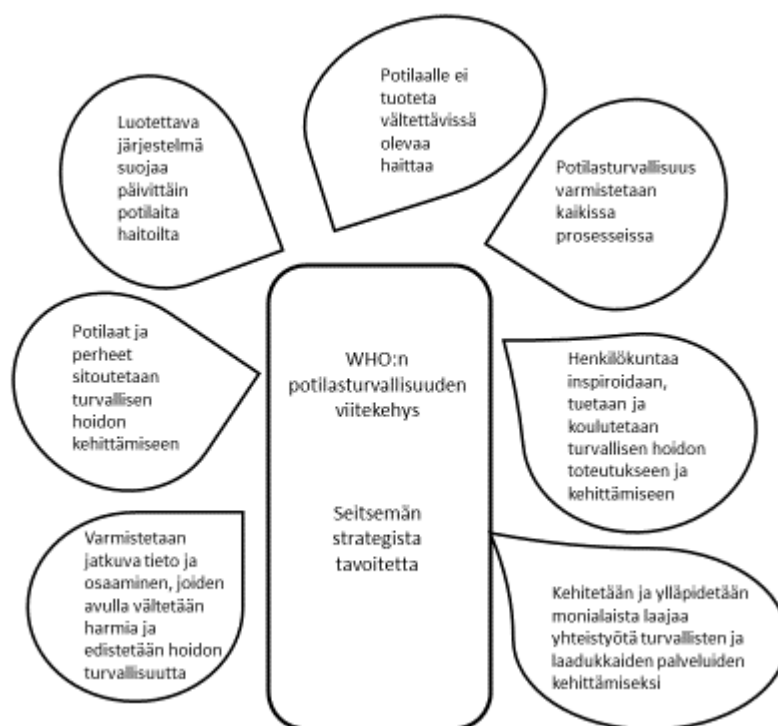 Potilaalle ei
tuoteta
vältettävissä
olevaa
haittaa
Luotettava
järjestelmä
suojaa
päivittäin
potilaita
haitoilta
Potilasturvallisuus
varmistetaan
kaikissa
prosesseissa
Potilaat ja
perheet
sitoutetaan
turvallisen
hoidon
kehittämiseen
WHO:n
potilasturvallisuuden
viitekehys
Seitsemän
strategista
tavoitetta
Henkilökuntaa
inspiroidaan,
tuetaan ja
koulutetaan
turvallisen hoidon
toteutukseen ja
kehittämiseen
Varmistetaan
jatkuva tieto ja
osaaminen, joiden
avulla vältetään
harmia ja
edistetään hoidon
turvallisuutta
Kehitetään ja ylläpidetään
monialaista laajaa
yhteistyötä turvallisten ja
laadukkaiden palveluiden
kehittämiseksi